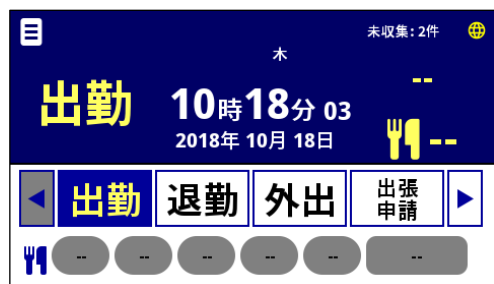 未収集: 2件
木
出勤
10時18分 03
2018年 10月 18日
--
--
出勤 退勤 外出 出張申請
-- -- -- -- -- --